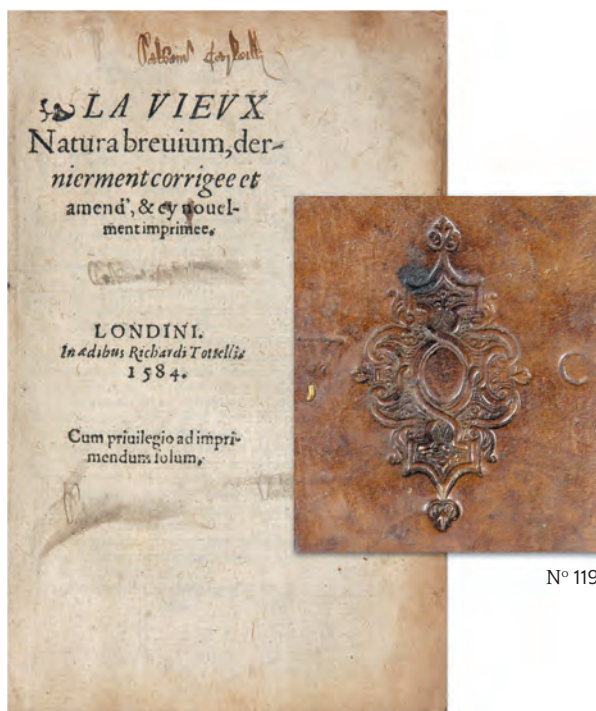 LA VIEVX
Natura breuium, der-
nierment corrigee et
amend', & cy nouel-
ment imprimee.
LONDINI.
In ædibus Richardi Tottelli.
1584.
Cum priuilegio ad impri-
mendum solum.
C
Nº 119